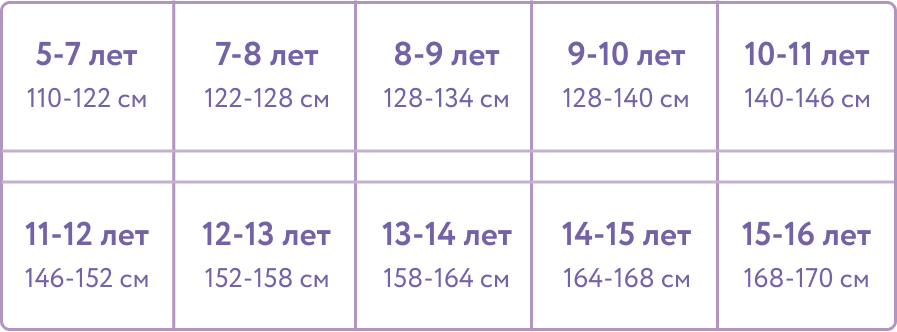 5-7 лет
110-122 см
7-8 лет
122-128 см
8-9 лет
128-134 см
9-10 лет
128-140 см
10-11 лет
140-146 см
11-12 лет
146-152 см
12-13 лет
152-158 см
13-14 лет
158-164 см
14-15 лет
164-168 см
15-16 лет
168-170 см